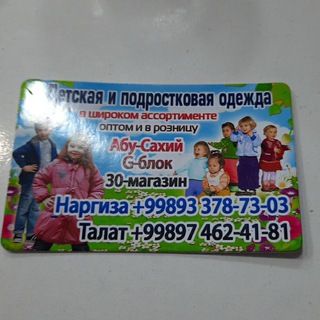 Детская и подростковая одежда
в широком ассортименте
оптом и в розницу
Абу-Сахий
G-блок
30-магазин
Наргиза +99893 378-73-03
Талат +99897 462-41-81